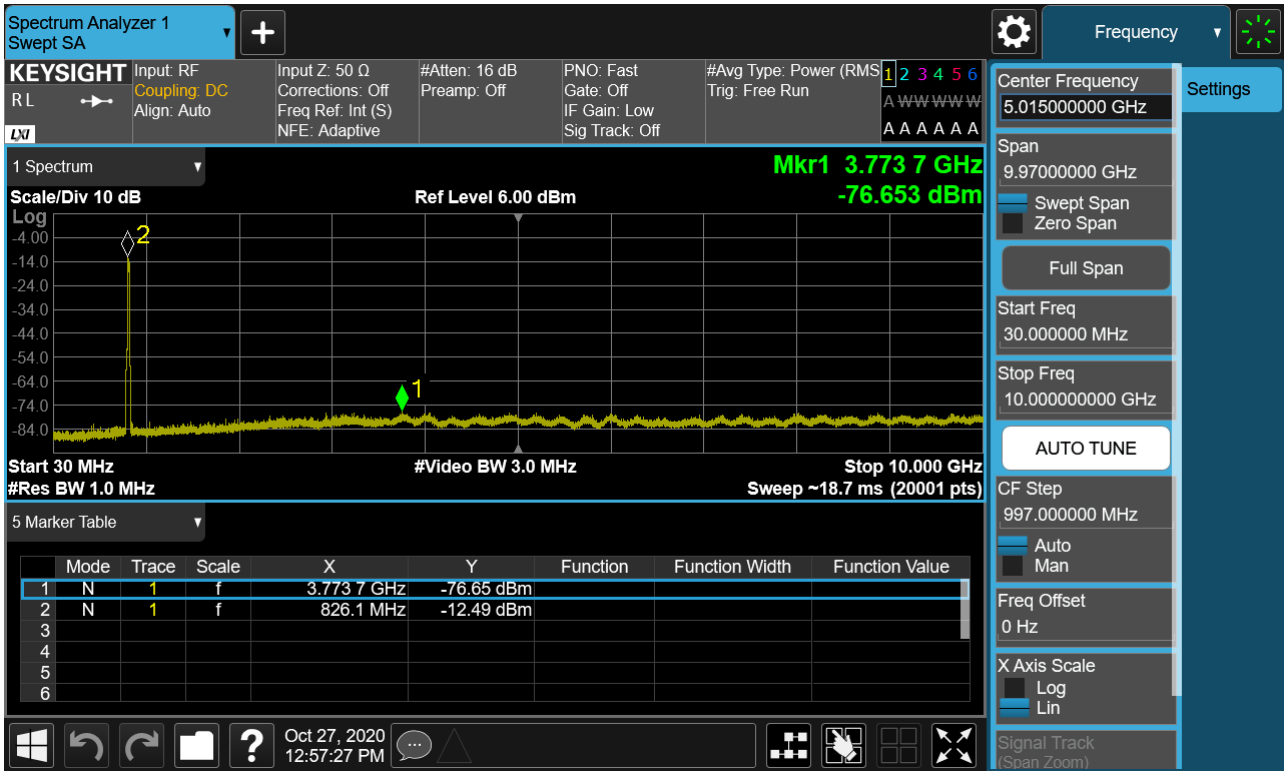 Spectrum Analyzer 1
Swept SA
Frequency
KEYSIGHT
R L
LXI
Input: RF
Coupling: DC
Align: Auto
Input Z: 50 Ω
Corrections: Off
Freq Ref: Int (S)
NFE: Adaptive
#Atten: 16 dB
Preamp: Off
PNO: Fast
Gate: Off
IF Gain: Low
Sig Track: Off
#Avg Type: Power (RMS
Trig: Free Run
1 2 3 4 5 6
A W W W W W
A A A A A A
1 Spectrum
Mkr1 3.773 7 GHz
-76.653 dBm
Scale/Div 10 dB
Ref Level 6.00 dBm
Log
-4.00
-14.0
-24.0
-34.0
-44.0
-54.0
-64.0
-74.0
-84.0
2
1
Start 30 MHz
#Video BW 3.0 MHz
Stop 10.000 GHz
#Res BW 1.0 MHz
Sweep ~18.7 ms (20001 pts)
5 Marker Table
Mode Trace Scale X Y Function Function Width Function Value
1 N 1 f 3.773 7 GHz -76.65 dBm
2 N 1 f 826.1 MHz -12.49 dBm
3
4
5
6
Oct 27, 2020
12:57:27 PM
Center Frequency
5.015000000 GHz
Settings
Span
9.97000000 GHz
Swept Span
Zero Span
Full Span
Start Freq
30.000000 MHz
Stop Freq
10.000000000 GHz
AUTO TUNE
CF Step
997.000000 MHz
Auto
Man
Freq Offset
0 Hz
X Axis Scale
Log
Lin
Signal Track
(Span Zoom)